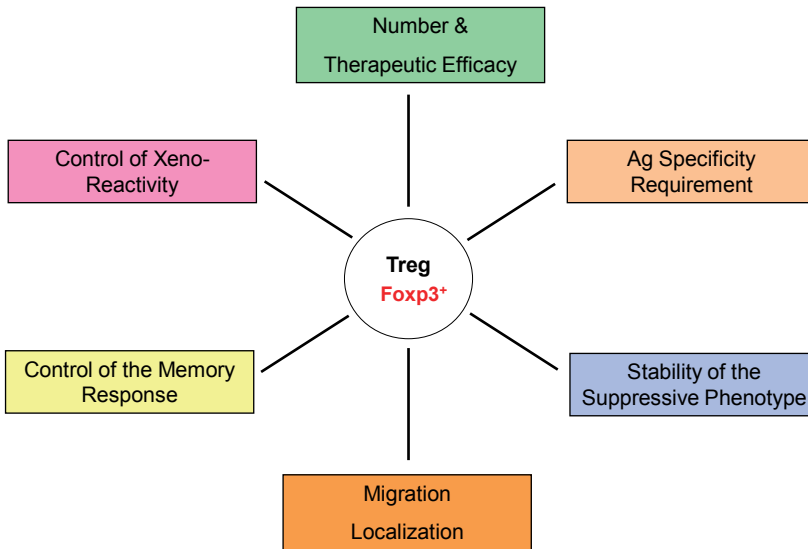 Number &
Therapeutic Efficacy
Control of Xeno-
Reactivity
Ag Specificity
Requirement
Treg
Foxp3⁺
Control of the Memory
Response
Stability of the
Suppressive Phenotype
Migration
Localization